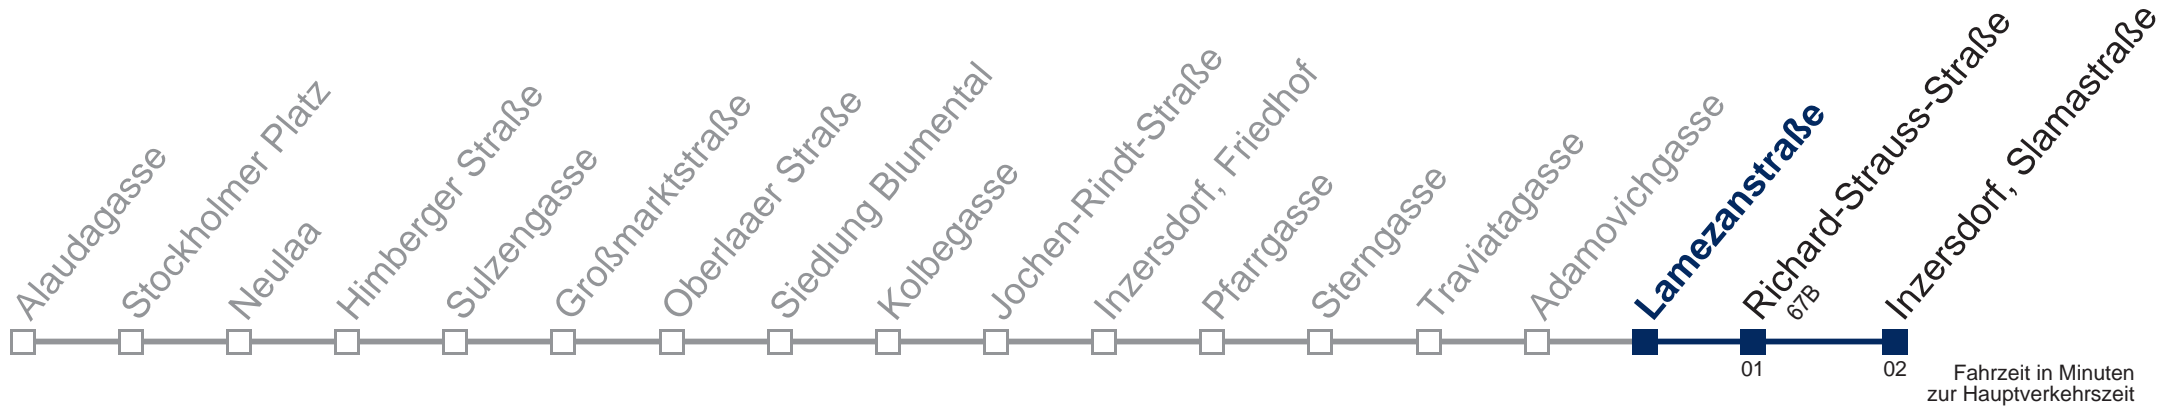 Alaudagasse
Stockholmer Platz
Neulaa
Himberger Straße
Sulzengasse
Großmarktstraße
Oberlaaer Straße
Siedlung Blumental
Kolbegasse
Jochen-Rindt-Straße
Inzersdorf, Friedhof
Pfarrgasse
Sterngasse
Traviatagasse
Adamovichgasse
Lamezanstraße
Richard-Strauss-Straße
67B
Inzersdorf, Slamastraße
01
02
Fahrzeit in Minuten
zur Hauptverkehrszeit